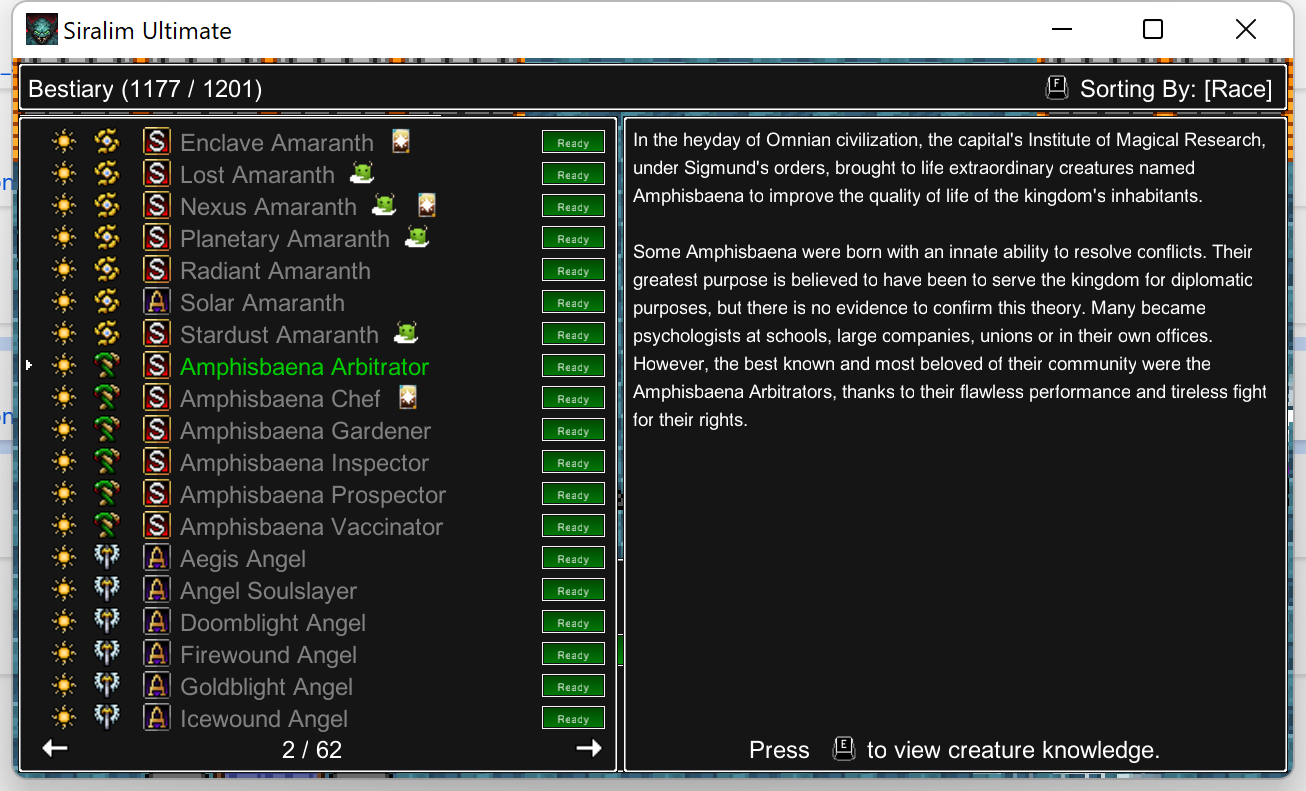 Siralim Ultimate
Bestiary (1177 / 1201)
F Sorting By: [Race]
S Enclave Amaranth Ready
S Lost Amaranth Ready
S Nexus Amaranth Ready
S Planetary Amaranth Ready
S Radiant Amaranth Ready
A Solar Amaranth Ready
S Stardust Amaranth Ready
S Amphisbaena Arbitrator Ready
S Amphisbaena Chef Ready
S Amphisbaena Gardener Ready
S Amphisbaena Inspector Ready
S Amphisbaena Prospector Ready
S Amphisbaena Vaccinator Ready
A Aegis Angel Ready
A Angel Soulslayer Ready
A Doomblight Angel Ready
A Firewound Angel Ready
A Goldblight Angel Ready
A Icewound Angel Ready
2 / 62
In the heyday of Omnian civilization, the capital's Institute of Magical Research,
under Sigmund's orders, brought to life extraordinary creatures named
Amphisbaena to improve the quality of life of the kingdom's inhabitants.
Some Amphisbaena were born with an innate ability to resolve conflicts. Their
greatest purpose is believed to have been to serve the kingdom for diplomatic
purposes, but there is no evidence to confirm this theory. Many became
psychologists at schools, large companies, unions or in their own offices.
However, the best known and most beloved of their community were the
Amphisbaena Arbitrators, thanks to their flawless performance and tireless fight
for their rights.
Press E to view creature knowledge.